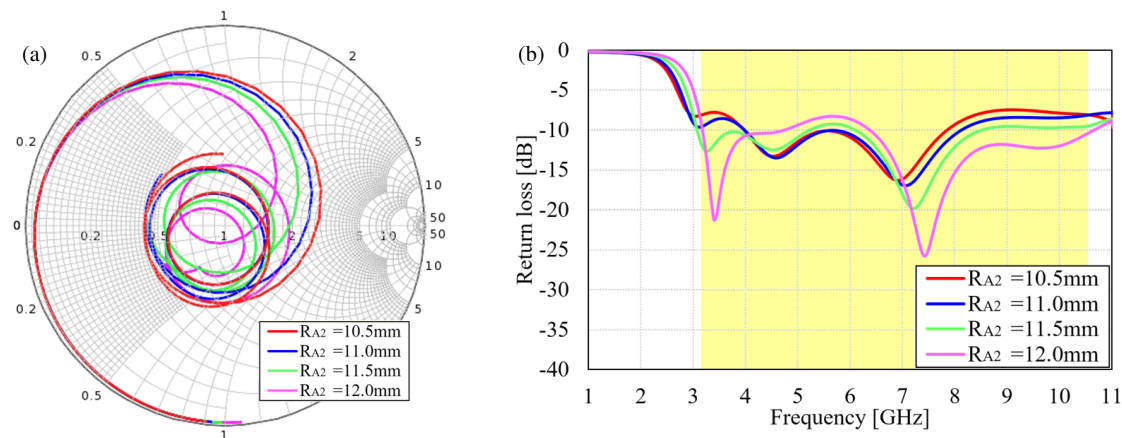 (a)
1
0.5
2
0.2
5
10
50
0
0.2
0.5
1
2
10
50
10
0.2
5
0.5
1
RA2 =10.5mm
RA2 =11.0mm
RA2 =11.5mm
RA2 =12.0mm
(b)
Return loss [dB]
0
-5
-10
-15
-20
-25
-30
-35
-40
1 2 3 4 5 6 7 8 9 10 11
Frequency [GHz]
RA2 =10.5mm
RA2 =11.0mm
RA2 =11.5mm
RA2 =12.0mm